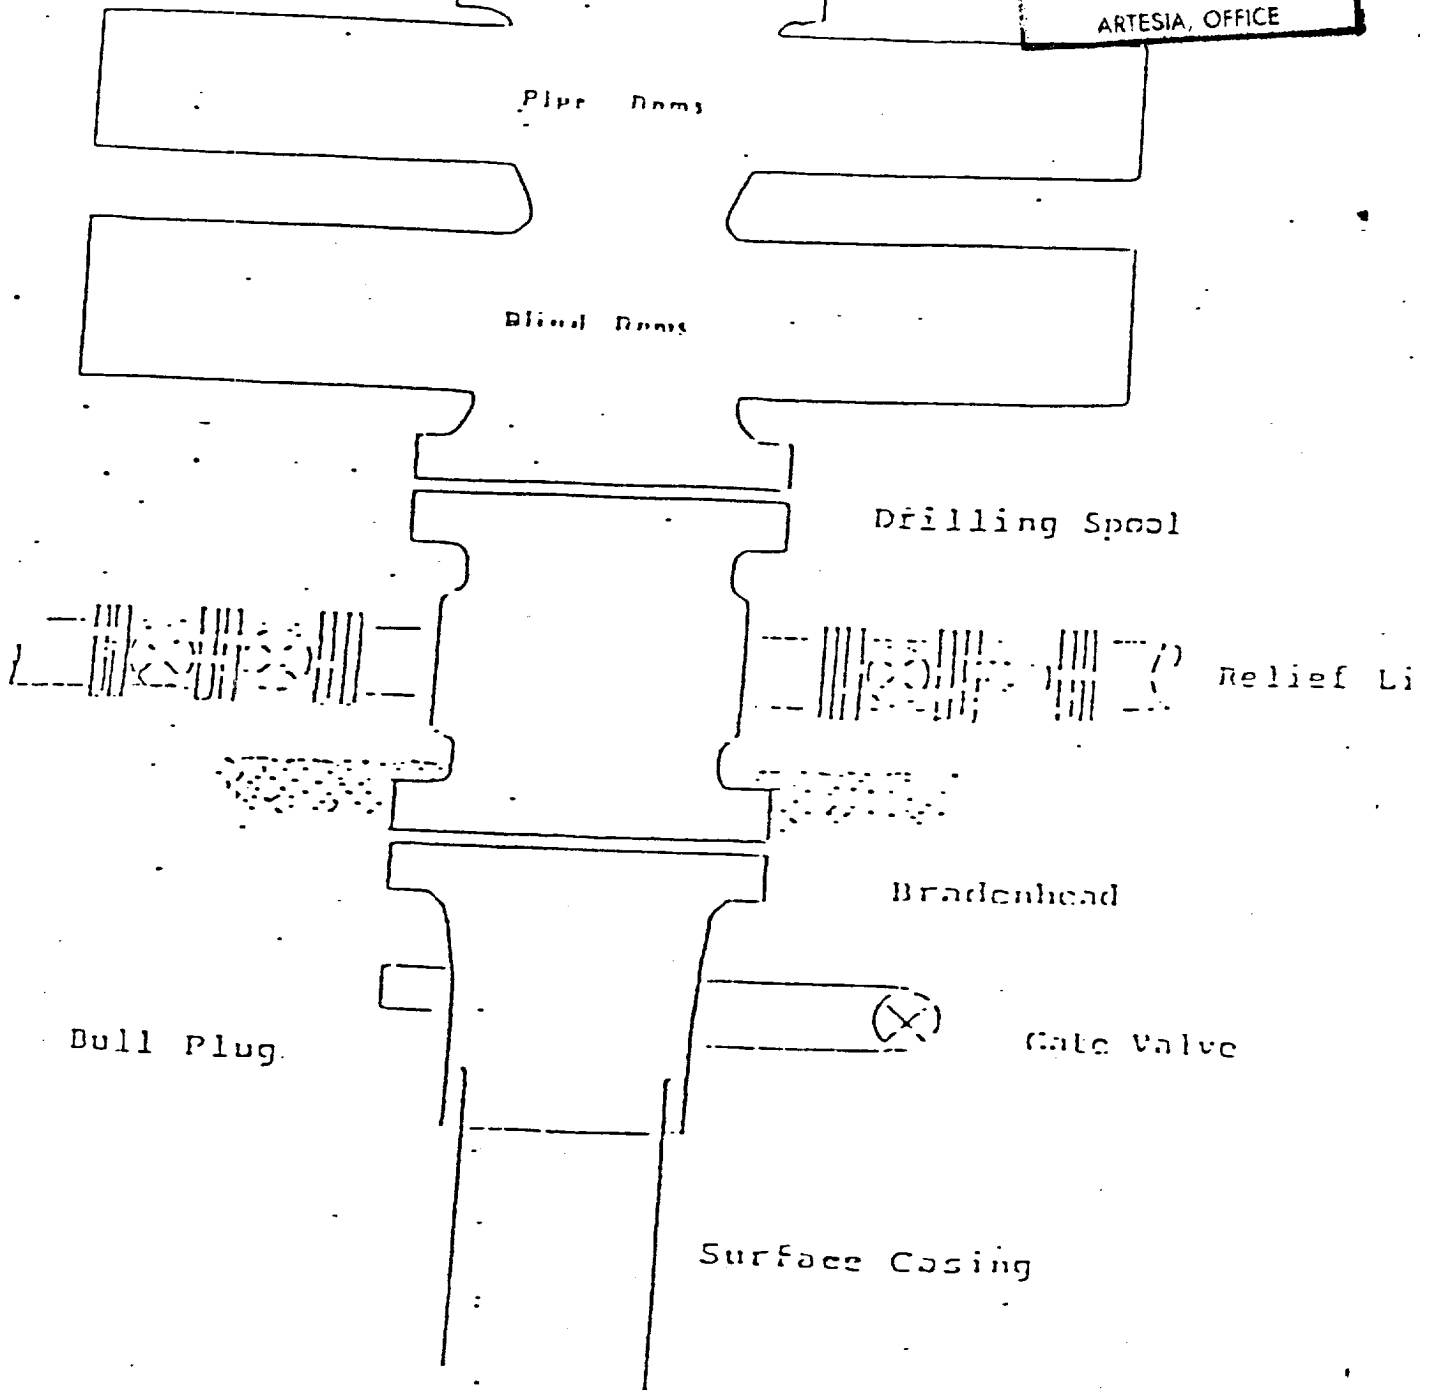 ARTESIA, OFFICE
Pipe Rams
Blind Rams
Drilling Spool
Relief Li
Bradenhead
Bull Plug
Gate Valve
Surface Casing